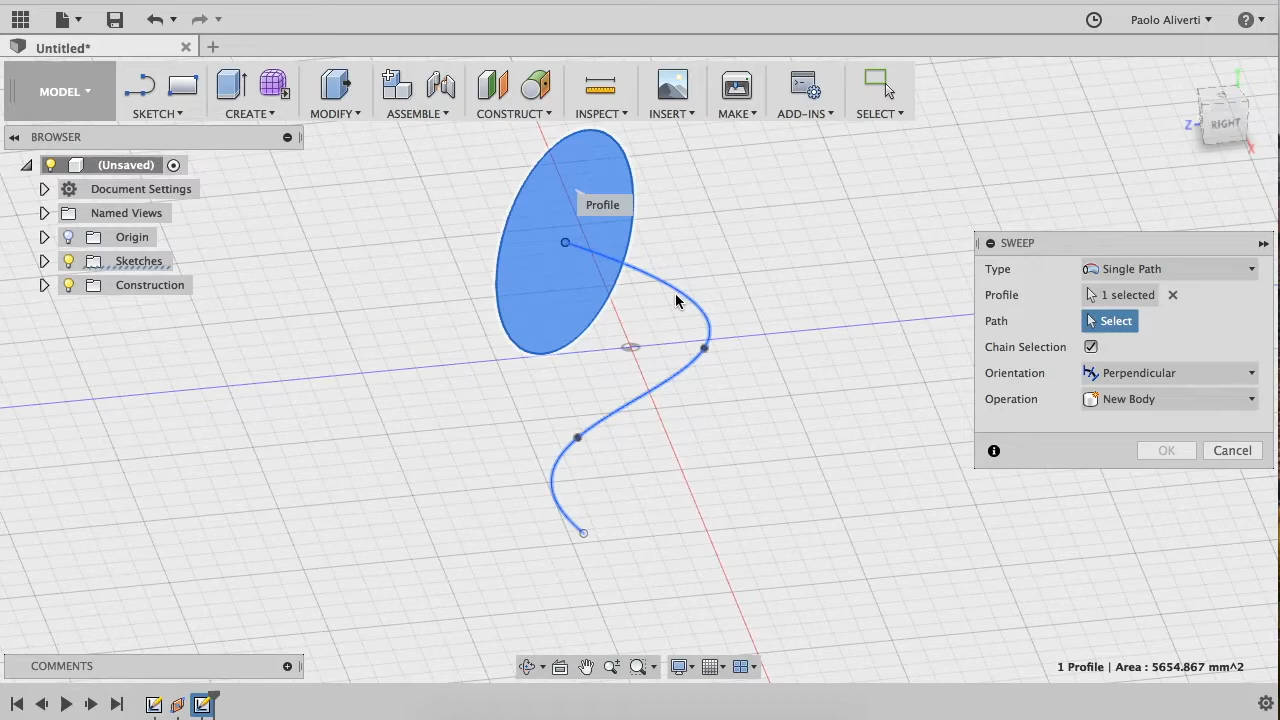 Paolo Aliverti
Untitled*
MODEL
SKETCH
CREATE
MODIFY
ASSEMBLE
CONSTRUCT
INSPECT
INSERT
MAKE
ADD-INS
SELECT
BROWSER
(Unsaved)
Document Settings
Named Views
Origin
Sketches
Construction
Profile
Z
RIGHT
X
SWEEP
Type
Single Path
Profile
1 selected
Path
Select
Chain Selection
Orientation
Perpendicular
Operation
New Body
OK
Cancel
COMMENTS
1 Profile | Area : 5654.867 mm^2